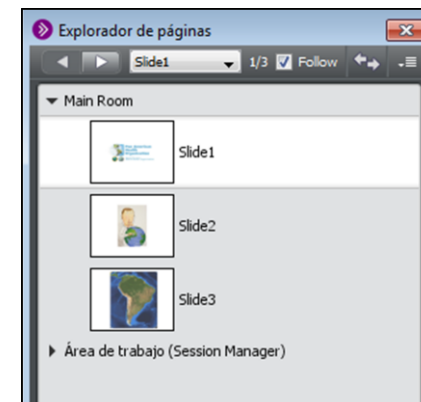 Explorador de páginas
Slide1 1/3 Follow
Main Room
Slide1
Slide2
Slide3
Área de trabajo (Session Manager)